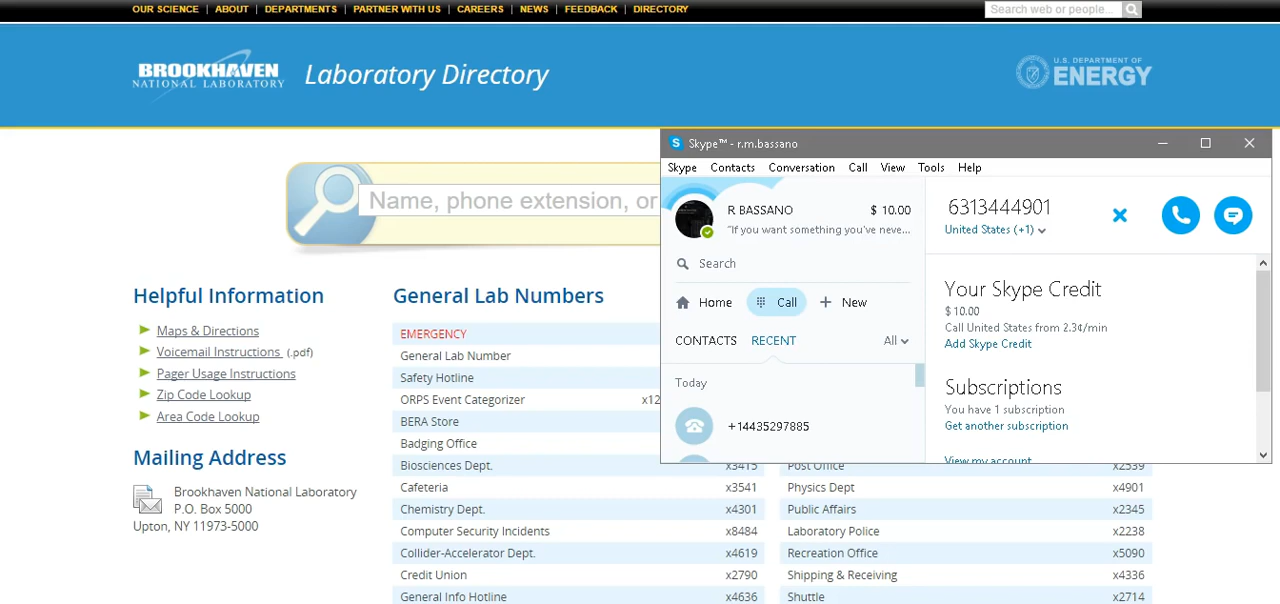 OUR SCIENCE | ABOUT | DEPARTMENTS | PARTNER WITH US | CAREERS | NEWS | FEEDBACK | DIRECTORY
Search web or people...
BROOKHAVEN
NATIONAL LABORATORY
Laboratory Directory
U.S. DEPARTMENT OF
ENERGY
Name, phone extension, or
Helpful Information
Maps & Directions
Voicemail Instructions (.pdf)
Pager Usage Instructions
Zip Code Lookup
Area Code Lookup
Mailing Address
Brookhaven National Laboratory
P.O. Box 5000
Upton, NY 11973-5000
General Lab Numbers
EMERGENCY
General Lab Number
Safety Hotline
ORPS Event Categorizer x12
BERA Store
Badging Office
Biosciences Dept. x3415
Cafeteria x3541
Chemistry Dept. x4301
Computer Security Incidents x8484
Collider-Accelerator Dept. x4619
Credit Union x2790
General Info Hotline x4636
Post Office x2539
Physics Dept x4901
Public Affairs x2345
Laboratory Police x2238
Recreation Office x5090
Shipping & Receiving x4336
Shuttle x2714
Skype™ - r.m.bassano
Skype Contacts Conversation Call View Tools Help
R BASSANO $ 10.00
"If you want something you've neve...
Search
Home Call New
CONTACTS RECENT All
Today
+14435297885
6313444901
United States (+1)
Your Skype Credit
$ 10.00
Call United States from 2.3¢/min
Add Skype Credit
Subscriptions
You have 1 subscription
Get another subscription
View my account